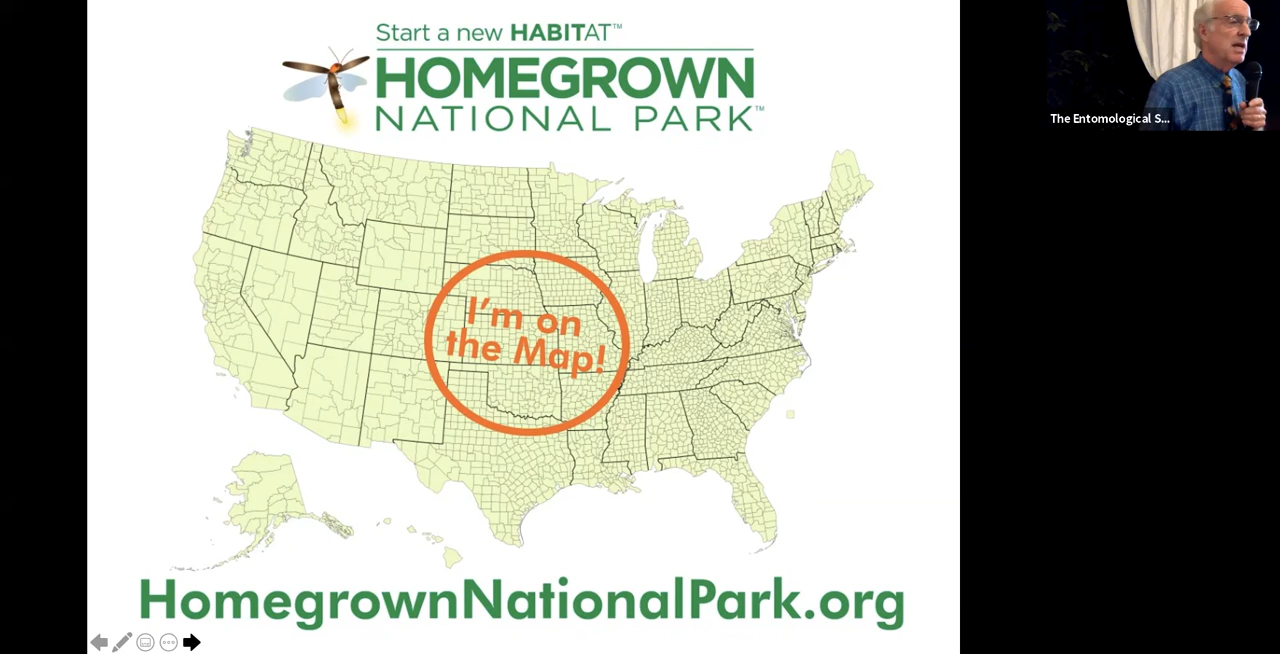 Start a new HABITAT™
HOMEGROWN
NATIONAL PARK™
The Entomological S...
I'm on
the Map!
HomegrownNationalPark.org